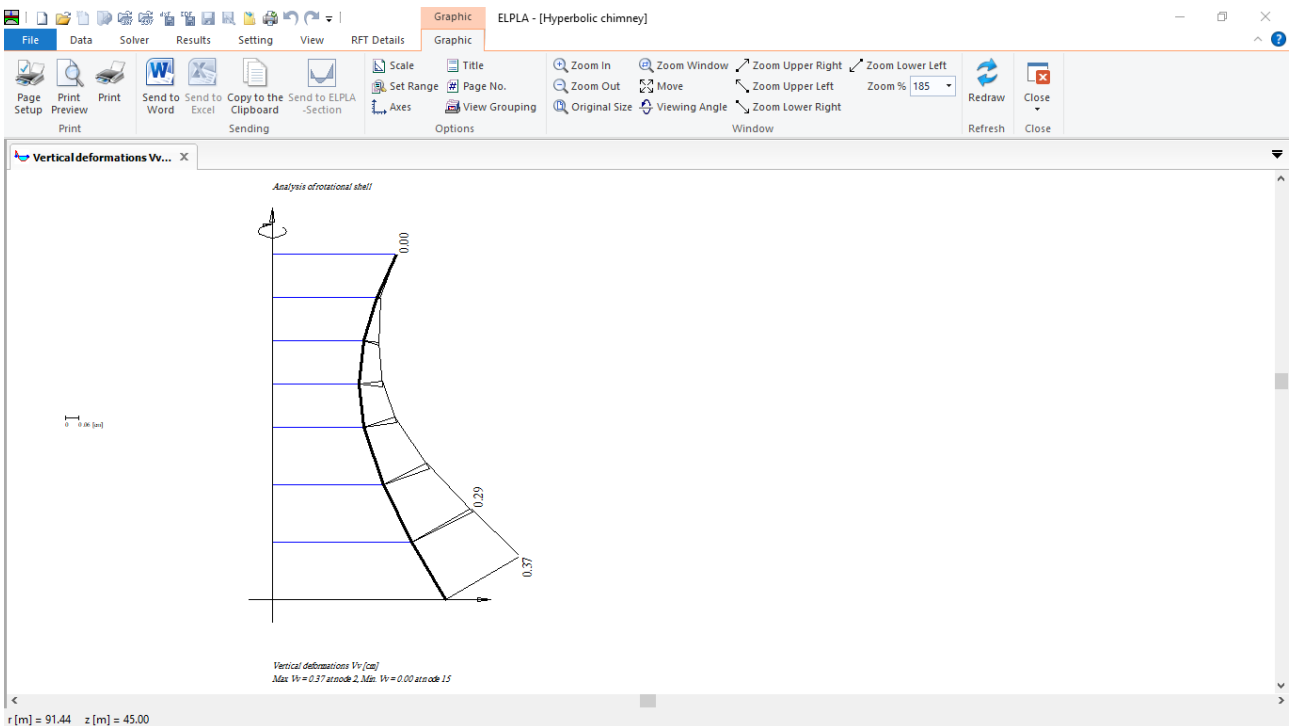 Graphic
ELPLA - [Hyperbolic chimney]
File Data Solver Results Setting View RFT Details Graphic
Scale Title Zoom In Zoom Window Zoom Upper Right Zoom Lower Left
Set Range Page No. Zoom Out Move Zoom Upper Left Zoom % 185
Axes View Grouping Original Size Viewing Angle Zoom Lower Right
Page Setup
Print Preview
Print
Send to Word
Send to Excel
Copy to the Clipboard
Send to ELPLA -Section
Redraw
Close
Print Sending Options Window Refresh Close
Vertical deformations Vv... X
Analysis of rotational shell
0.00
0 0.06 [cm]
0.29
0.37
Vertical deformations Vv [cm]
Max. Vv = 0.37 at node 2, Min. Vv = 0.00 at node 15
r [m] = 91.44 z [m] = 45.00